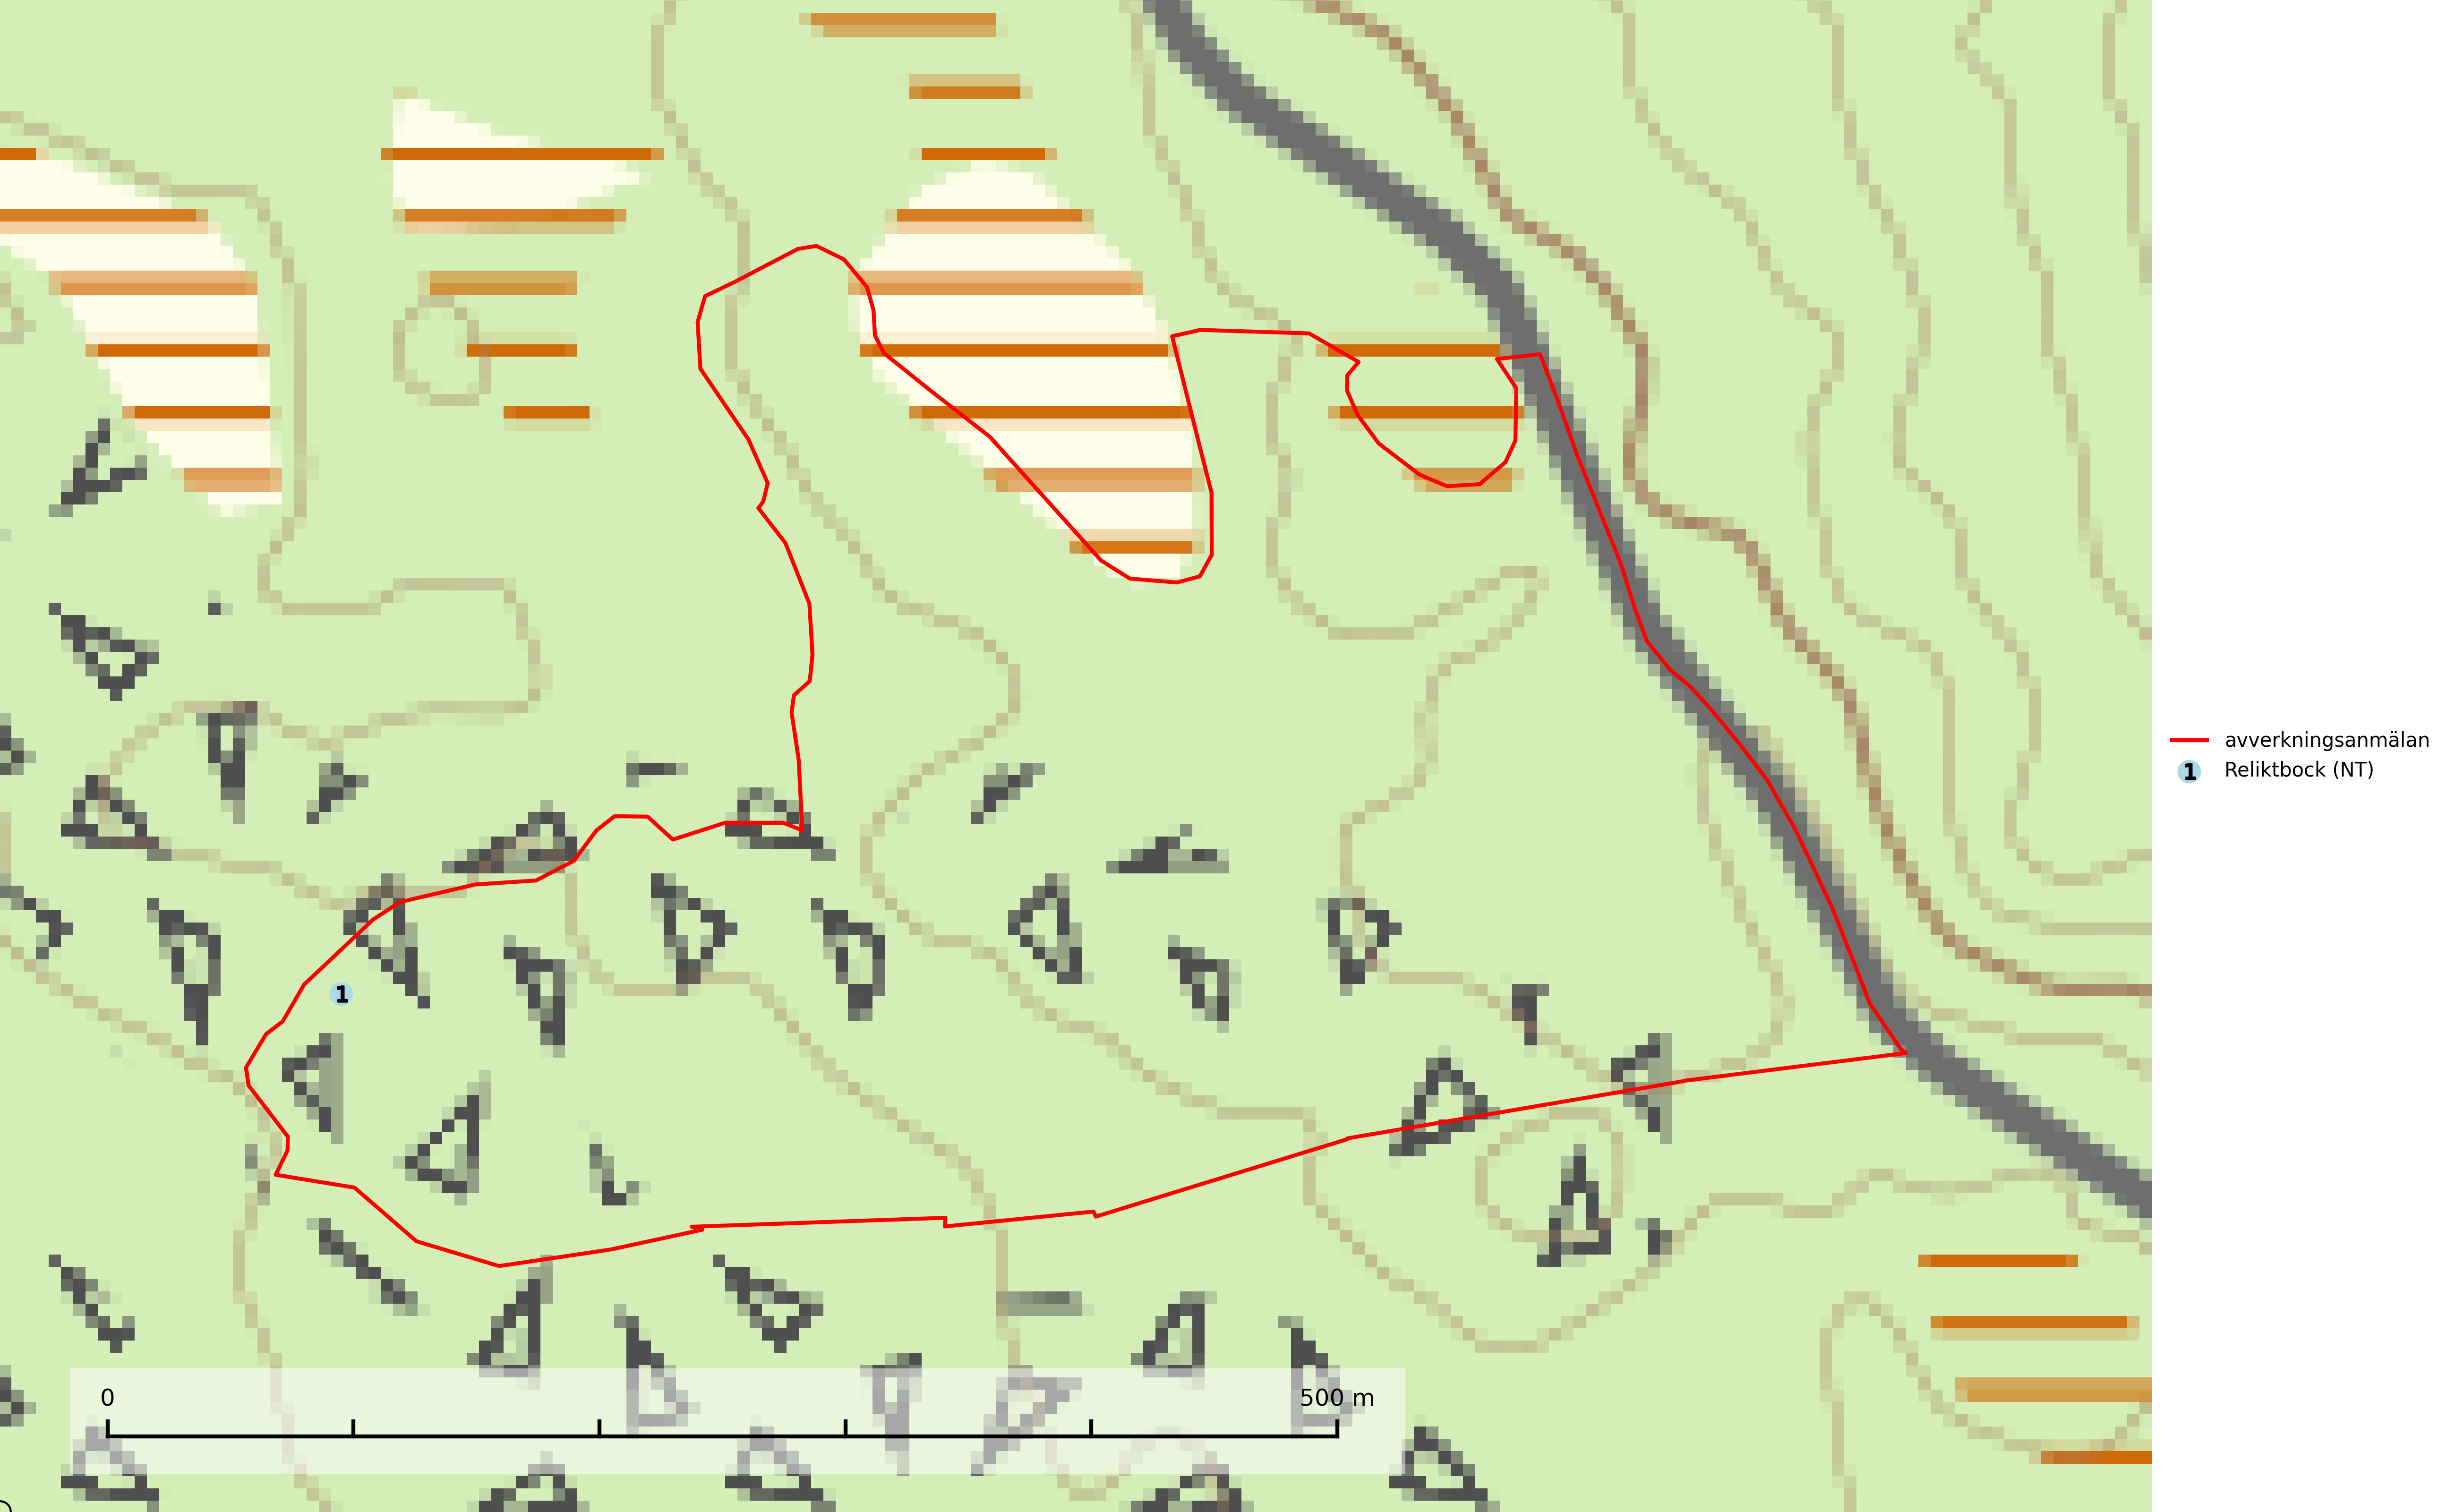 avverkningsanmälan
1 Reliktbock (NT)
1
0 500 m